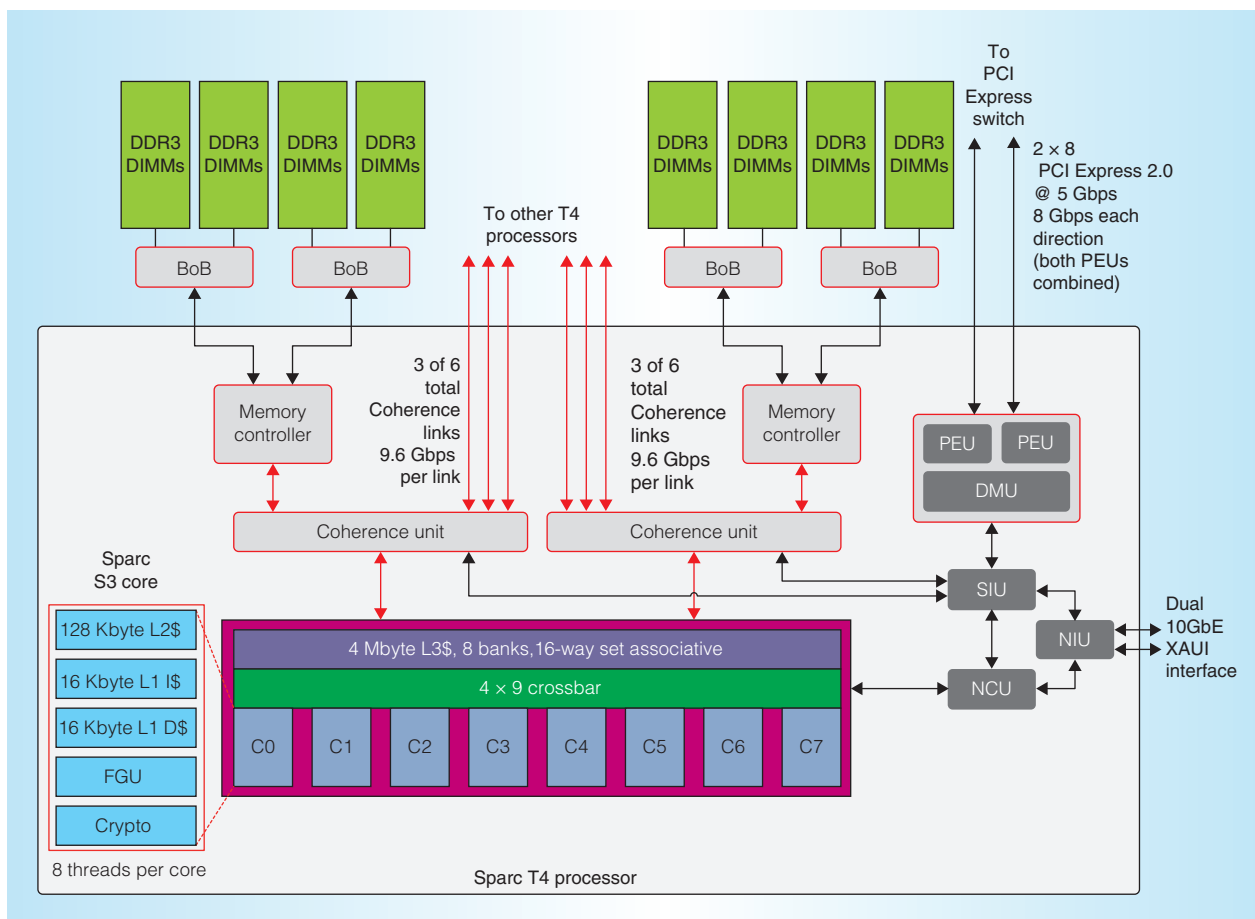 DDR3
DIMMs
DDR3
DIMMs
DDR3
DIMMs
DDR3
DIMMs
DDR3
DIMMs
DDR3
DIMMs
DDR3
DIMMs
DDR3
DIMMs
To
PCI
Express
switch
2 × 8
PCI Express 2.0
@ 5 Gbps
8 Gbps each
direction
(both PEUs
combined)
To other T4
processors
BoB
BoB
BoB
BoB
3 of 6
total
Coherence
links
9.6 Gbps
per link
3 of 6
total
Coherence
links
9.6 Gbps
per link
Memory
controller
Memory
controller
PEU
PEU
DMU
Coherence unit
Coherence unit
SIU
NIU
NCU
Dual
10GbE
XAUI
interface
Sparc
S3 core
128 Kbyte L2$
16 Kbyte L1 I$
16 Kbyte L1 D$
FGU
Crypto
8 threads per core
4 Mbyte L3$, 8 banks,16-way set associative
4 × 9 crossbar
C0
C1
C2
C3
C4
C5
C6
C7
Sparc T4 processor